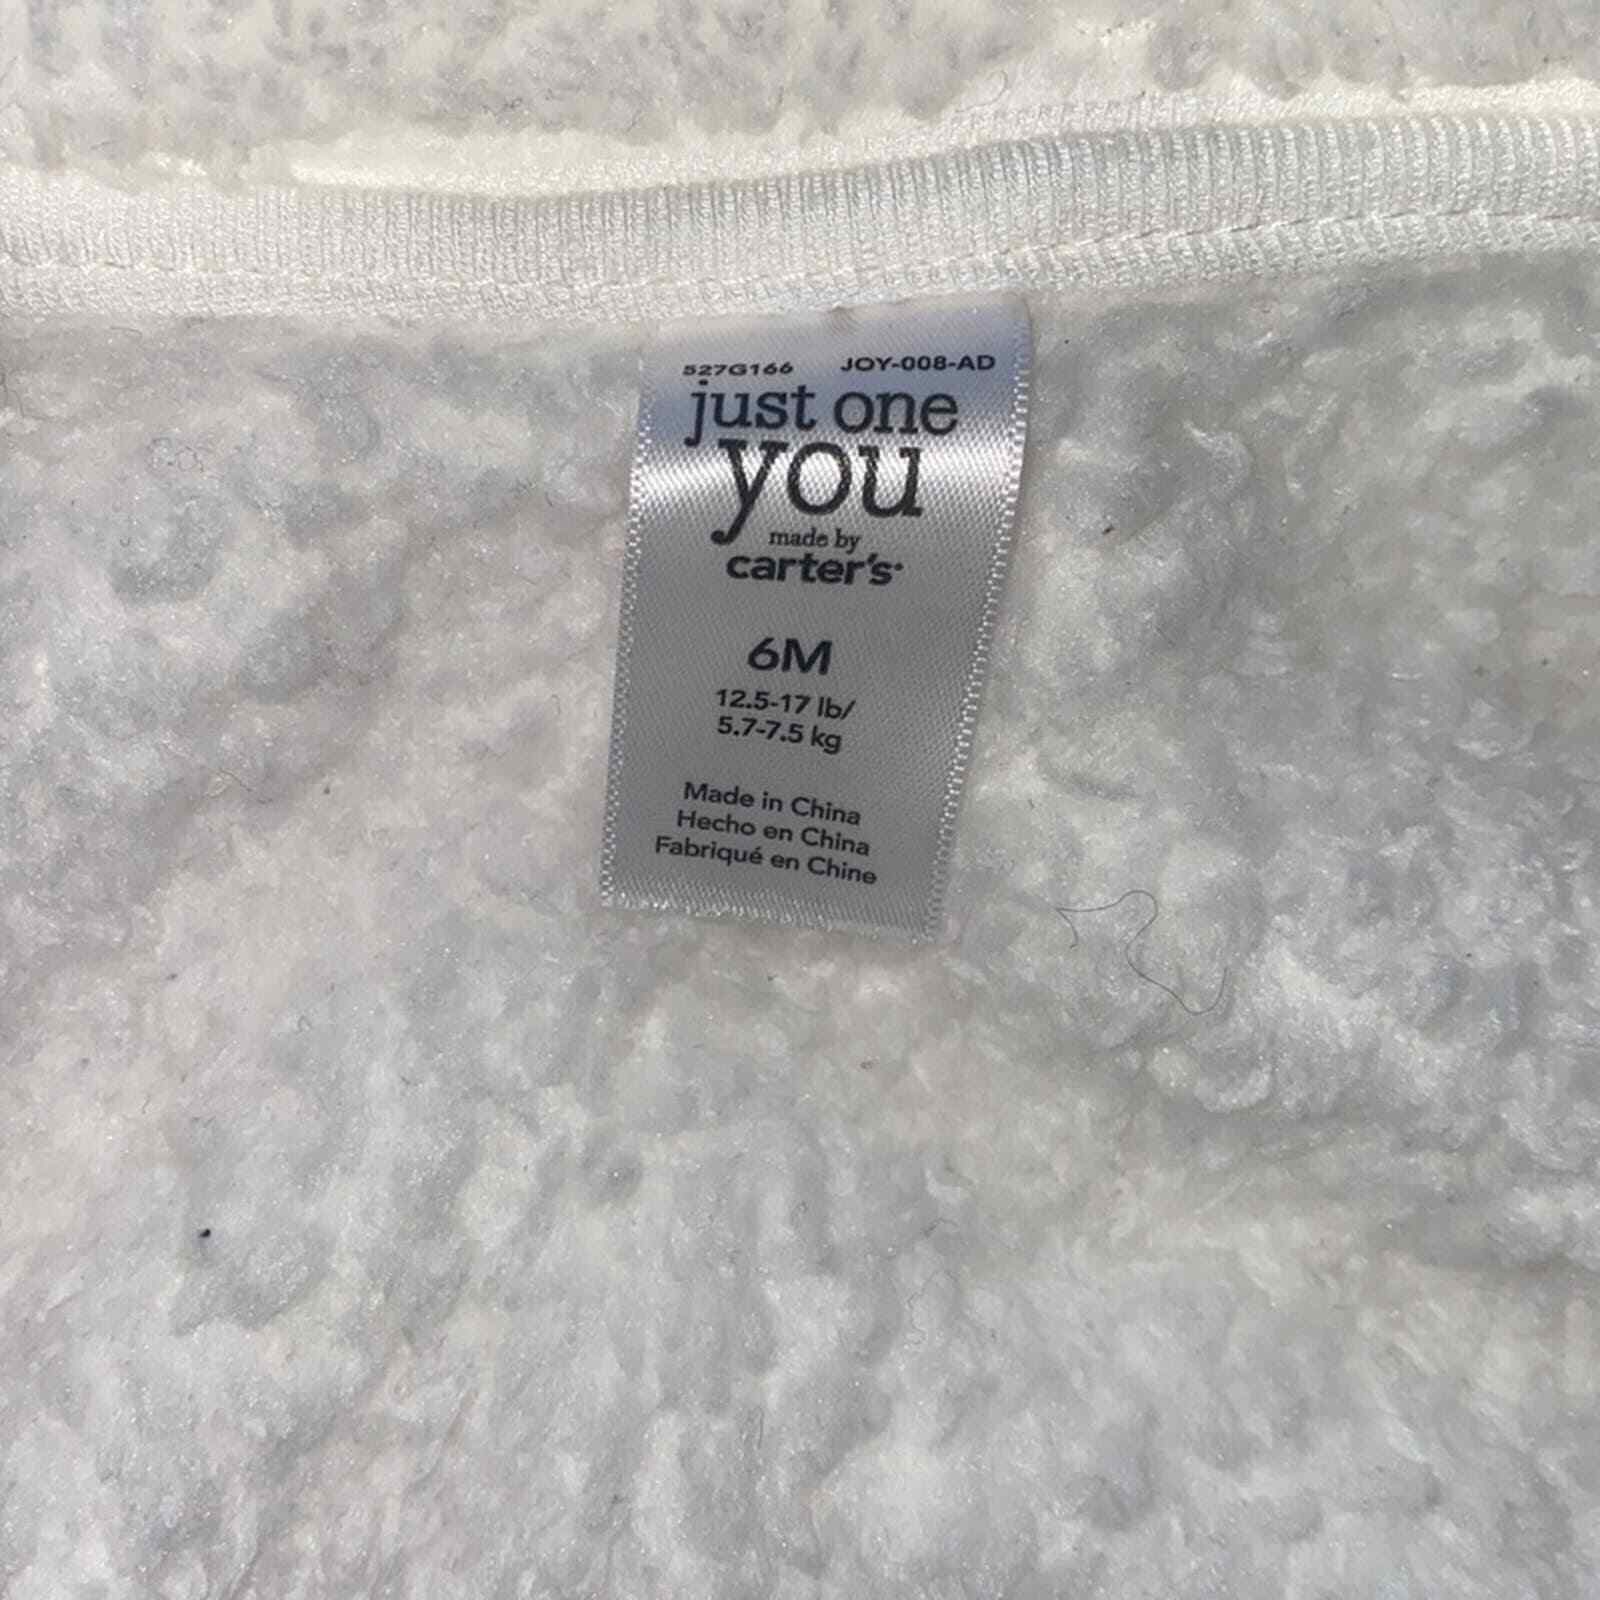 527G166 JOY-008-AD
just one
you
made by
carter's
6M
12.5-17 lb/
5.7-7.5 kg
Made in China
Hecho en China
Fabriqué en Chine